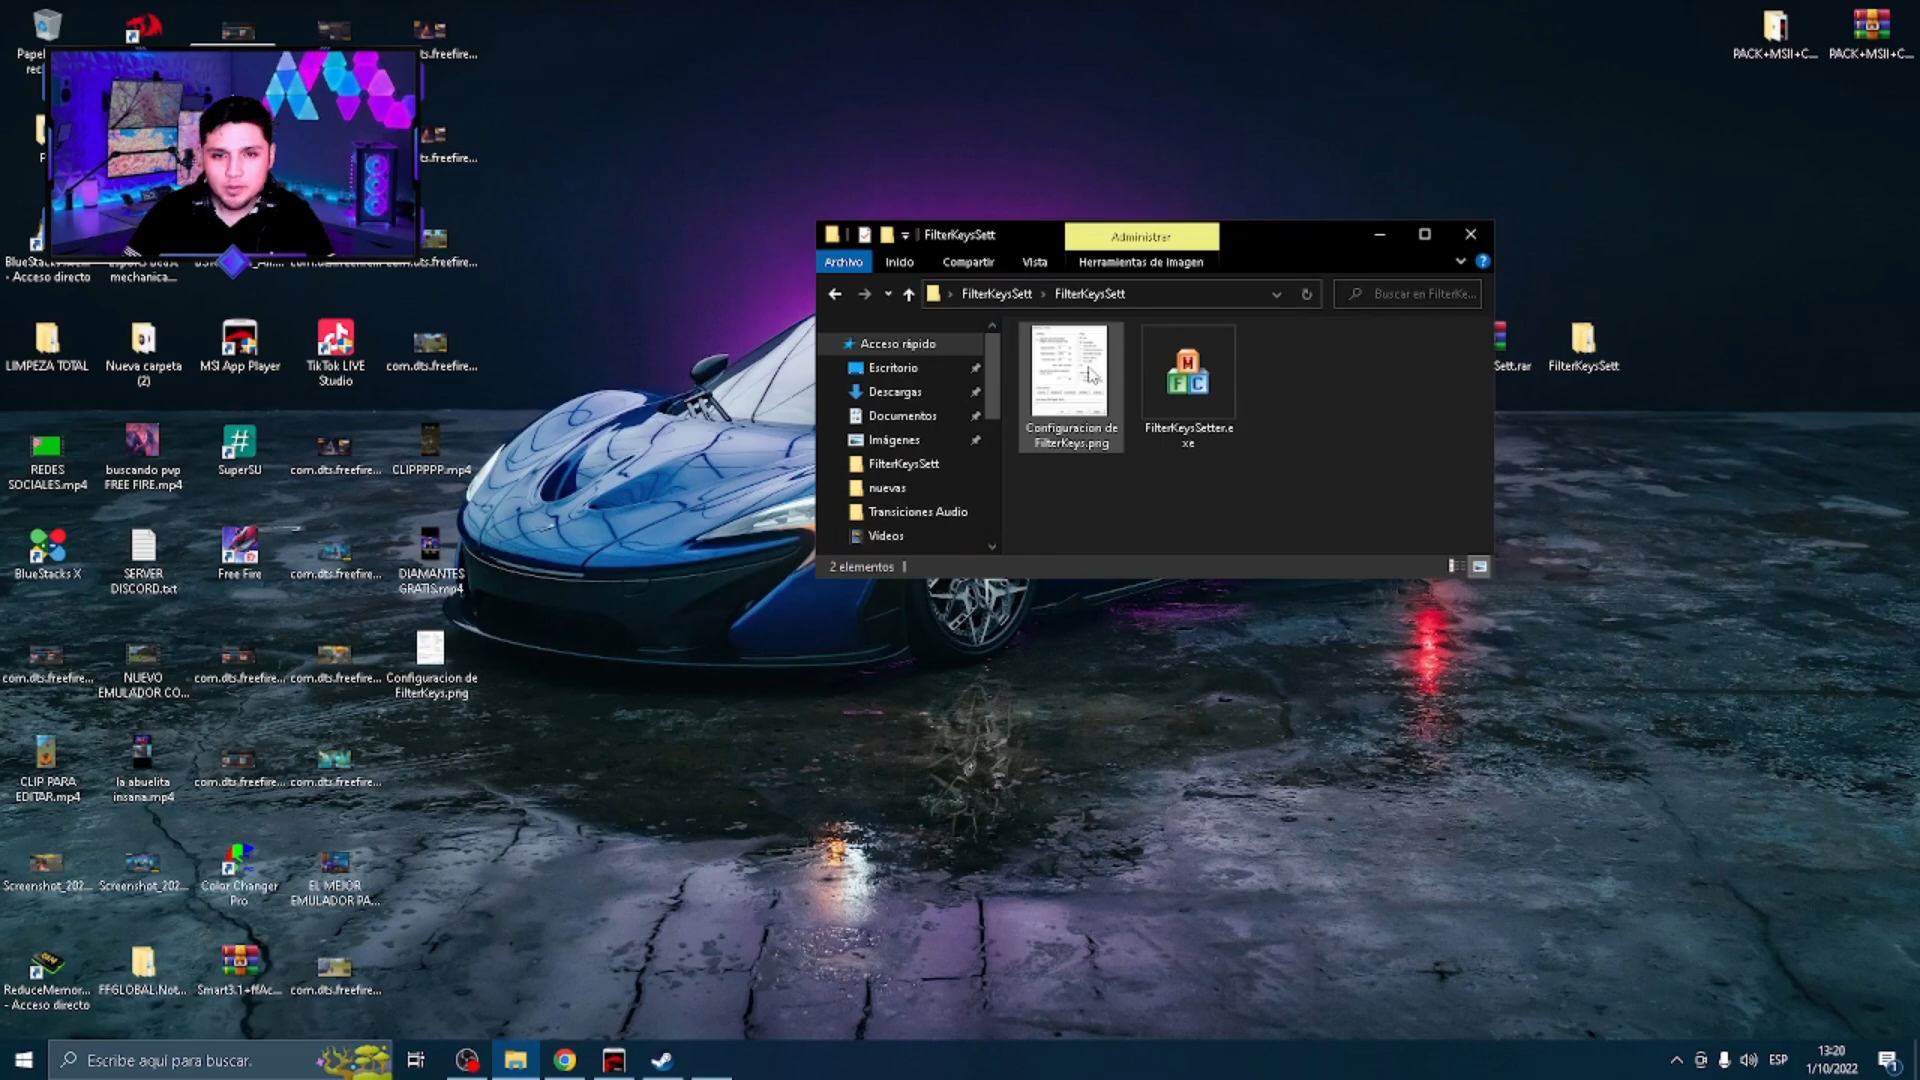 Papel
rec
ts.freefire...
ts.freefire...
PACK+MSII+C...
PACK+MSII+C...
BlueStacks
- Acceso directo
mechanica...
LIMPEZA TOTAL
Nueva carpeta
(2)
MSI App Player
TikTok LIVE
Studio
com.dts.freefire...
REDES
SOCIALES.mp4
buscando pvp
FREE FIRE.mp4
SuperSU
com.dts.freefire...
CLIPPPPP.mp4
BlueStacks X
SERVER
DISCORD.txt
Free Fire
com.dts.freefire...
DIAMANTES
GRATIS.mp4
com.dts.freefire...
NUEVO
EMULADOR CO...
com.dts.freefire...
com.dts.freefire...
Configuracion de
FilterKeys.png
CLIP PARA
EDITAR.mp4
la abuelita
insana.mp4
com.dts.freefire...
com.dts.freefire...
Screenshot_202...
Screenshot_202...
Color Changer
Pro
EL MEJOR
EMULADOR PA...
ReduceMemor...
- Acceso directo
FFGLOBAL.Not...
Smart3.1+ffAc...
com.dts.freefire...
FilterKeysSett
Administrar
Archivo
Inicio
Compartir
Vista
Herramientas de imagen
FilterKeysSett
FilterKeysSett
Buscar en FilterKe...
Acceso rápido
Escritorio
Descargas
Documentos
Imágenes
FilterKeysSett
nuevas
Transiciones Audio
Vídeos
Configuracion de
FilterKeys.png
M
F C
FilterKeysSetter.e
xe
2 elementos
Sett.rar
FilterKeysSett
Escribe aquí para buscar.
ESP
13:20
1/10/2022
1